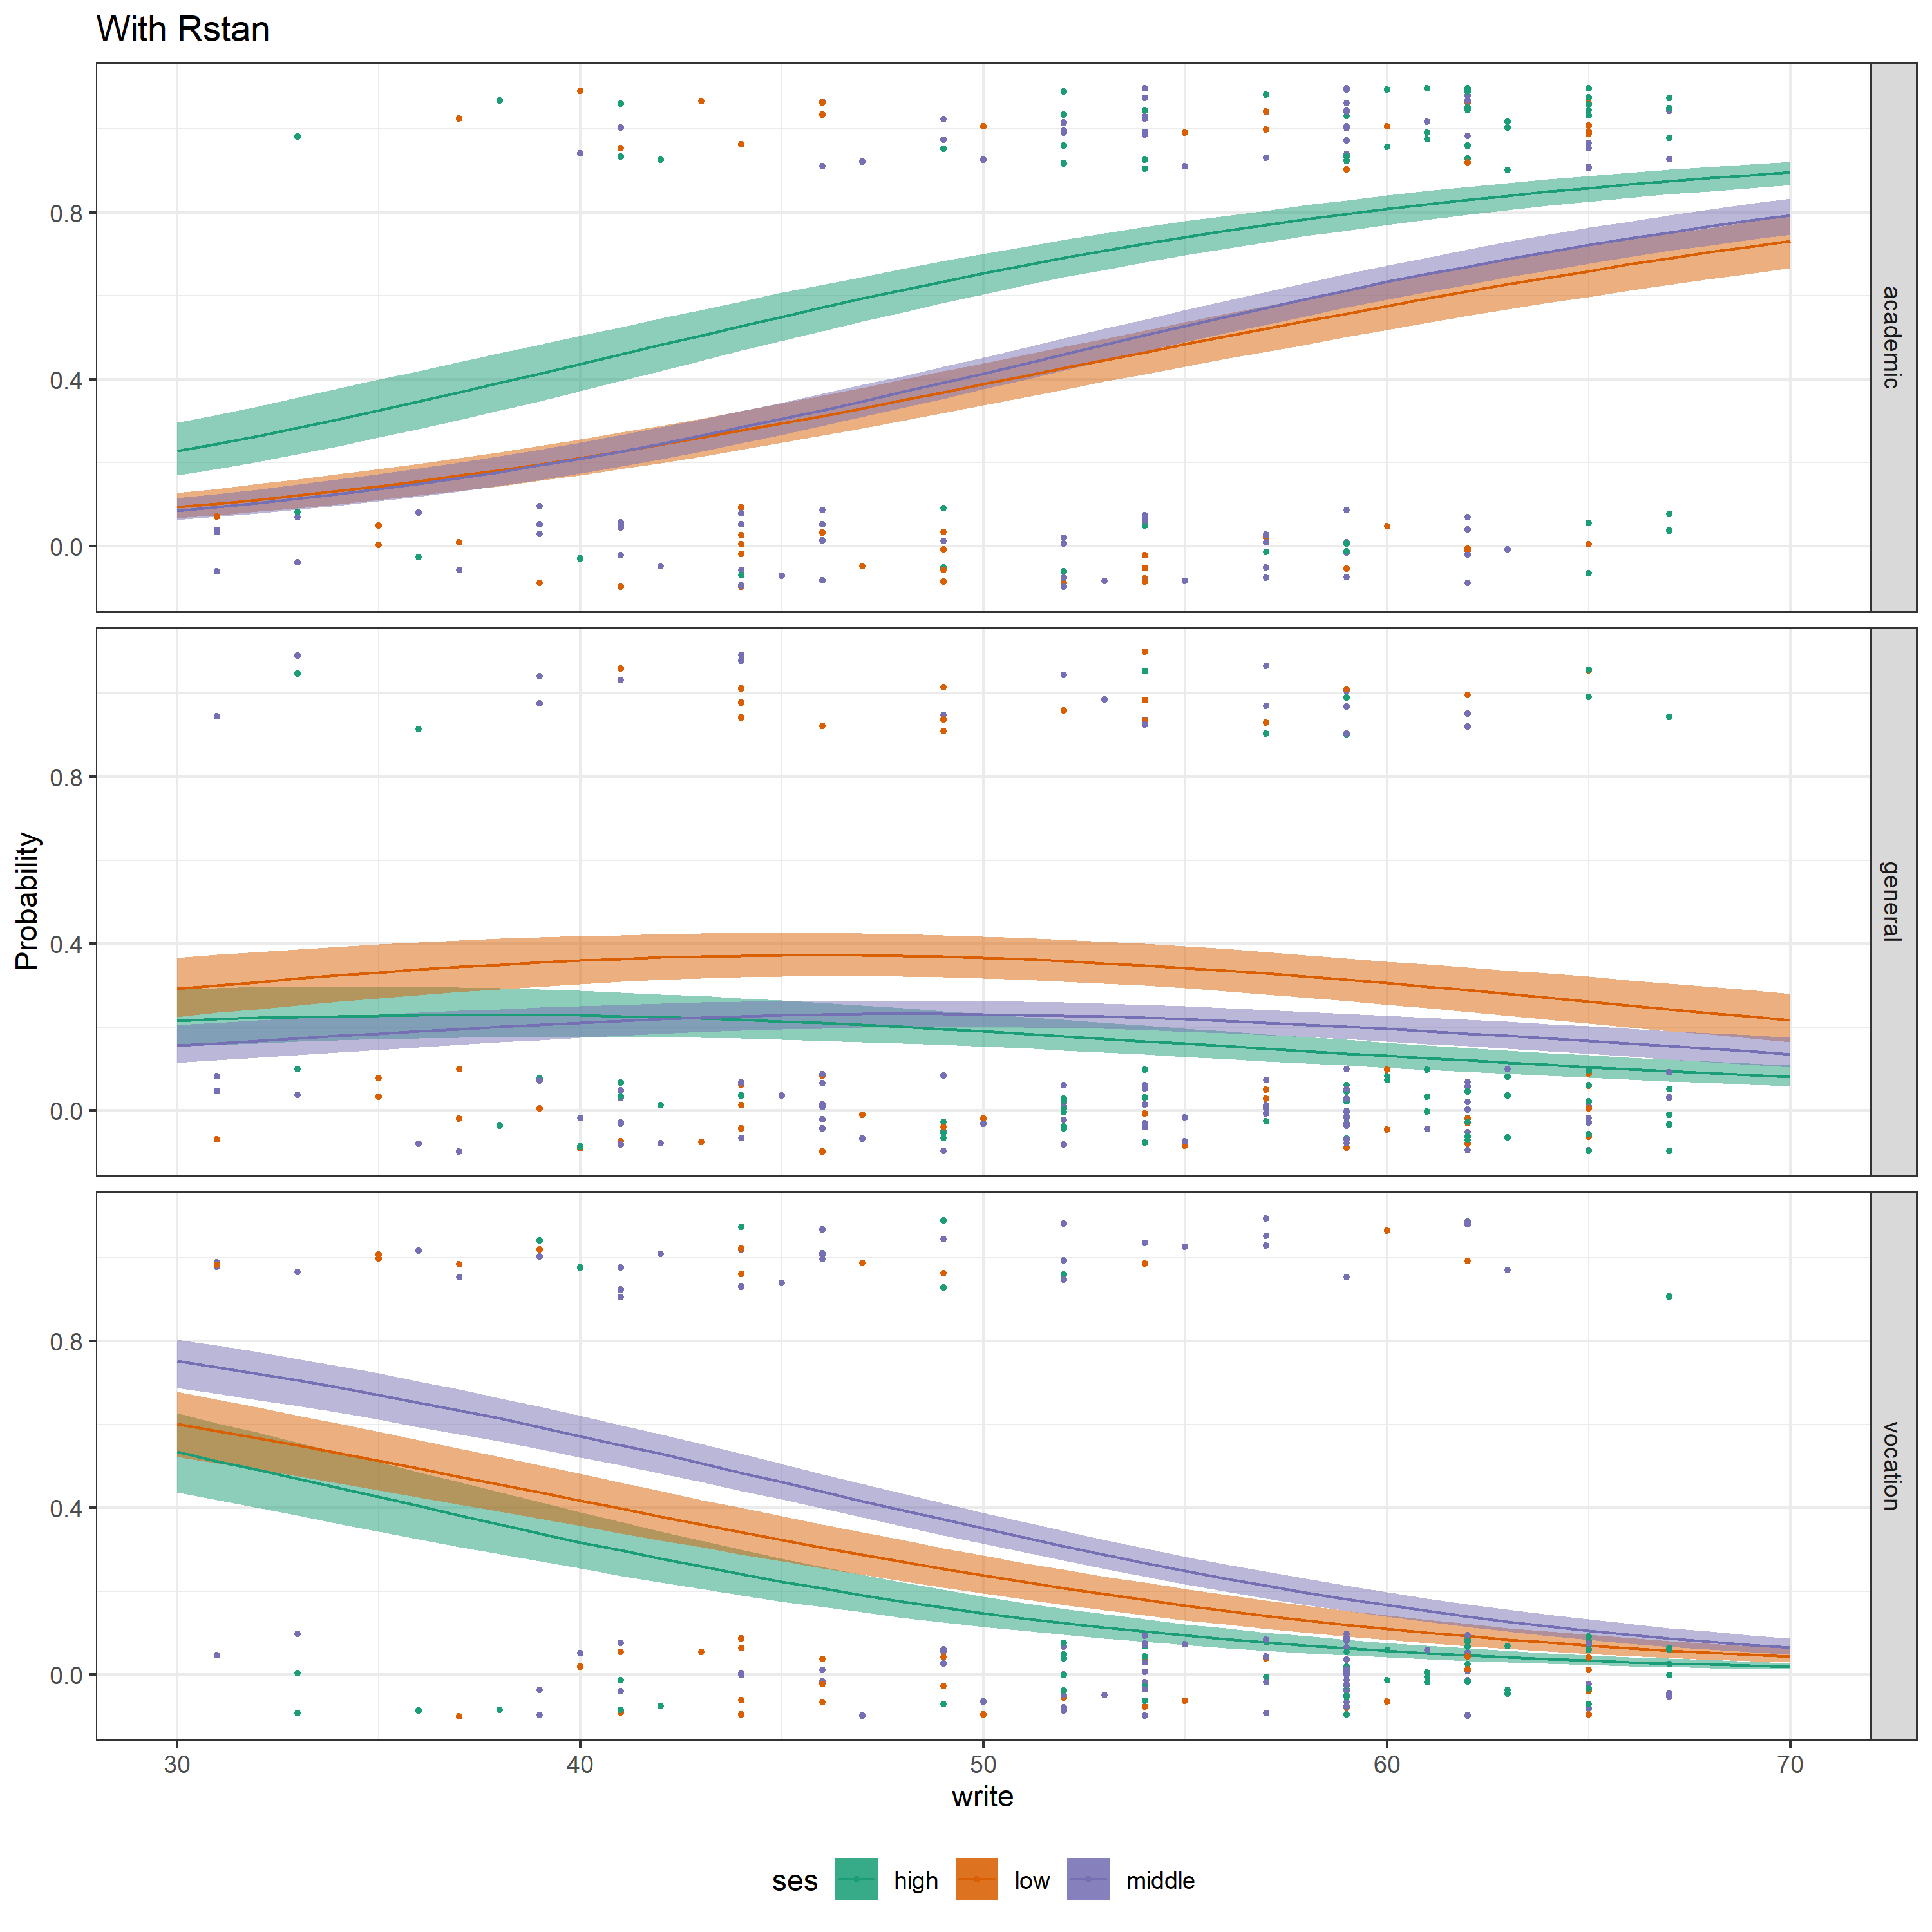 With Rstan
Probability
0.8
0.4
0.0
academic
0.8
0.4
0.0
general
0.8
0.4
0.0
vocation
30 40 50 60 70
write
ses high low middle